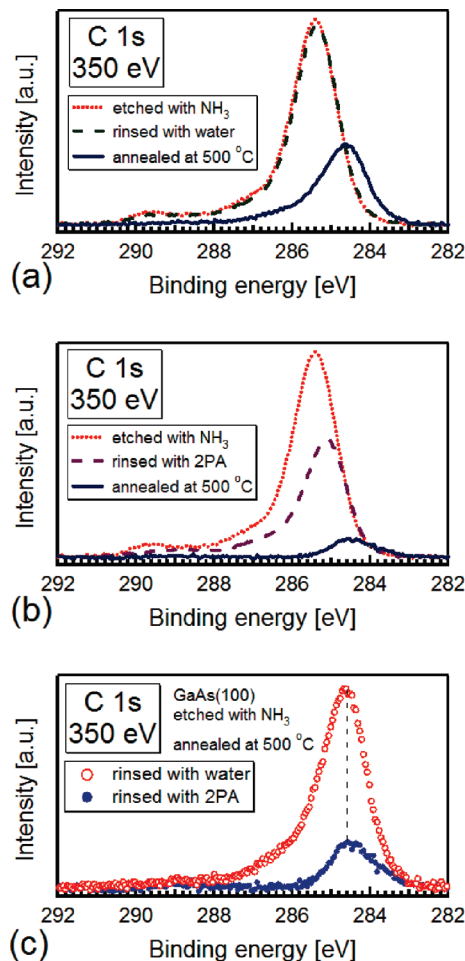 C 1s
350 eV
etched with NH₃
rinsed with water
annealed at 500 °C
Intensity [a.u.]
292 290 288 286 284 282
Binding energy [eV]
(a)
C 1s
350 eV
etched with NH₃
rinsed with 2PA
annealed at 500 °C
Intensity [a.u.]
292 290 288 286 284 282
Binding energy [eV]
(b)
C 1s
350 eV
GaAs(100)
etched with NH₃
annealed at 500 °C
rinsed with water
rinsed with 2PA
Intensity [a.u.]
292 290 288 286 284 282
Binding energy [eV]
(c)